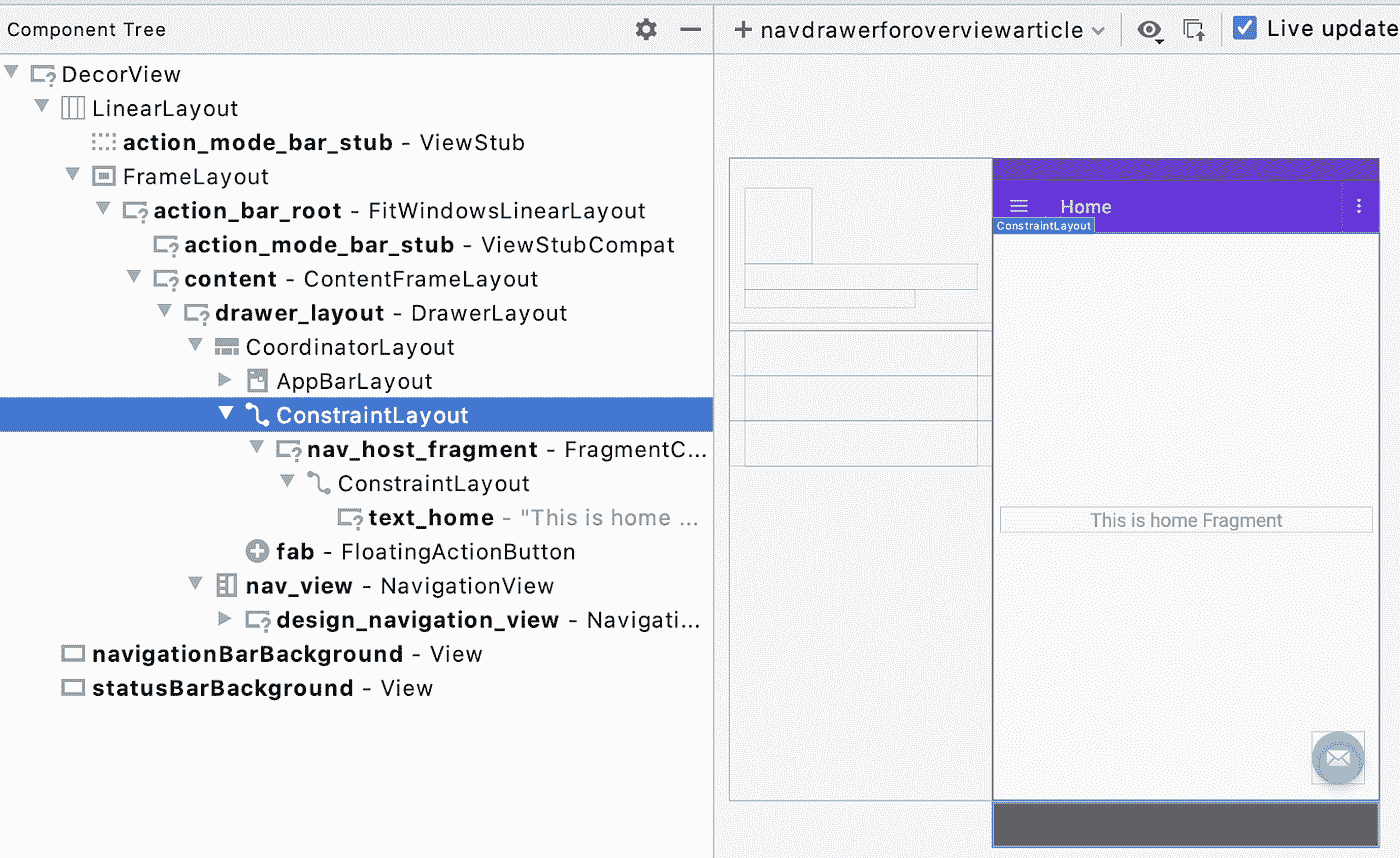 Component Tree
navdrawerforoverviewarticle
Live update
DecorView
LinearLayout
action_mode_bar_stub - ViewStub
FrameLayout
action_bar_root - FitWindowsLinearLayout
action_mode_bar_stub - ViewStubCompat
content - ContentFrameLayout
drawer_layout - DrawerLayout
CoordinatorLayout
AppBarLayout
ConstraintLayout
nav_host_fragment - FragmentC...
ConstraintLayout
text_home - "This is home ...
fab - FloatingActionButton
nav_view - NavigationView
design_navigation_view - Navigati...
navigationBarBackground - View
statusBarBackground - View
Home
ConstraintLayout
This is home Fragment